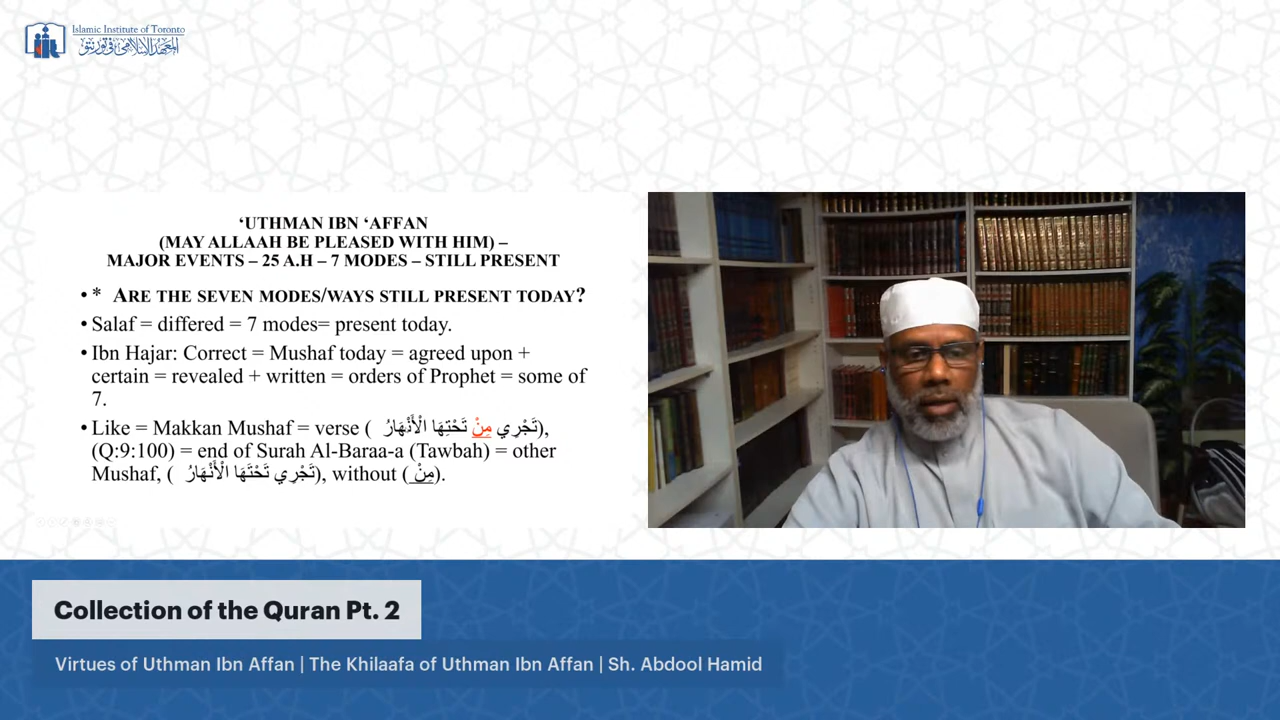 Islamic Institute of Toronto
المعهد الإسلامي في تورنتو
‘UTHMAN IBN ‘AFFAN
(MAY ALLAAH BE PLEASED WITH HIM) –
MAJOR EVENTS – 25 A.H – 7 MODES – STILL PRESENT
• * ARE THE SEVEN MODES/WAYS STILL PRESENT TODAY?
• Salaf = differed = 7 modes= present today.
• Ibn Hajar: Correct = Mushaf today = agreed upon +
certain = revealed + written = orders of Prophet = some of
7.
• Like = Makkan Mushaf = verse ( تَجْرِي مِنْ تَحْتِهَا الْأَنْهَارُ),
(Q:9:100) = end of Surah Al-Baraa-a (Tawbah) = other
Mushaf, ( تَجْرِي تَحْتَهَا الْأَنْهَارُ), without (مِنْ).
Collection of the Quran Pt. 2
Virtues of Uthman Ibn Affan | The Khilaafa of Uthman Ibn Affan | Sh. Abdool Hamid